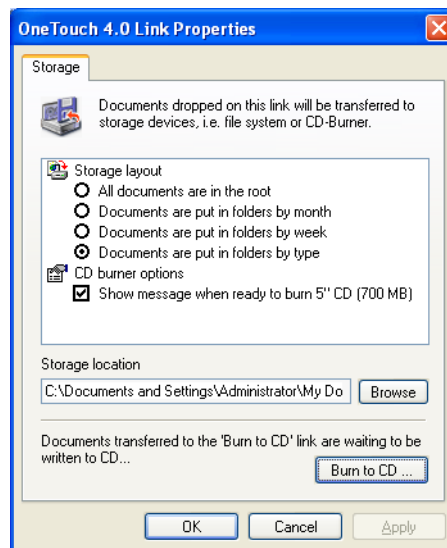 OneTouch 4.0 Link Properties
Storage
Documents dropped on this link will be transferred to
storage devices, i.e. file system or CD-Burner.
Storage layout
All documents are in the root
Documents are put in folders by month
Documents are put in folders by week
Documents are put in folders by type
CD burner options
Show message when ready to burn 5" CD (700 MB)
Storage location
C:\Documents and Settings\Administrator\My Do
Browse
Documents transferred to the 'Burn to CD' link are waiting to be
written to CD...
Burn to CD ...
OK Cancel Apply